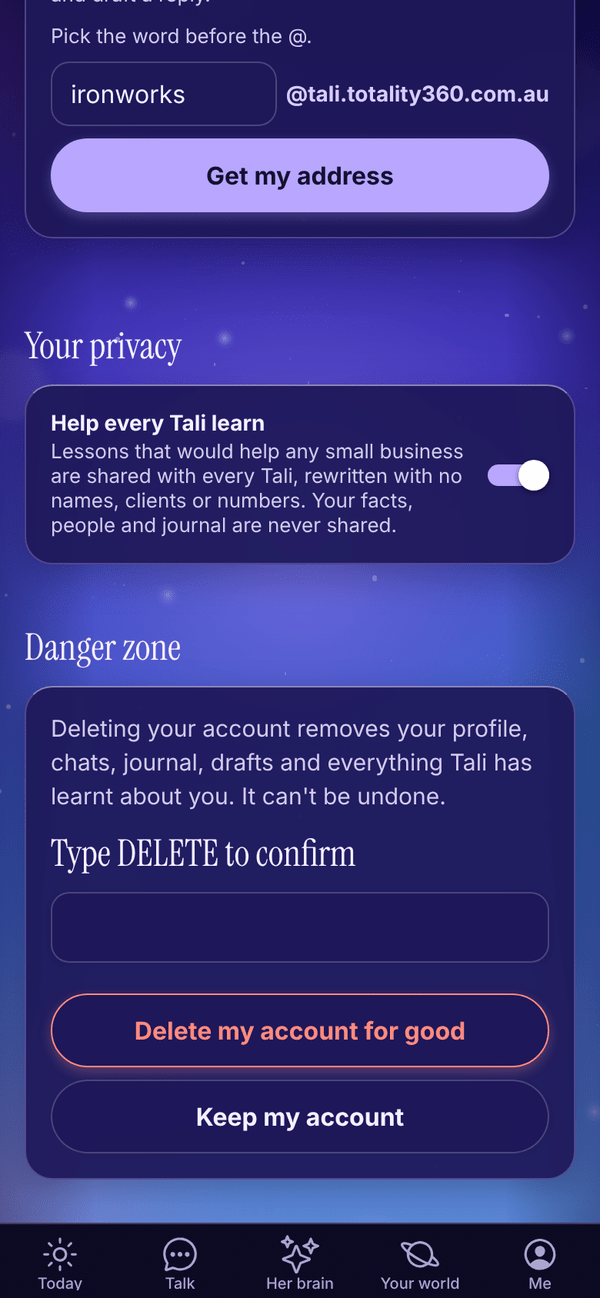 and draft a reply.
Pick the word before the @.
ironworks @tali.totality360.com.au
Get my address
Your privacy
Help every Tali learn
Lessons that would help any small business
are shared with every Tali, rewritten with no
names, clients or numbers. Your facts,
people and journal are never shared.
Danger zone
Deleting your account removes your profile,
chats, journal, drafts and everything Tali has
learnt about you. It can't be undone.
Type DELETE to confirm
Delete my account for good
Keep my account
Today Talk Her brain Your world Me